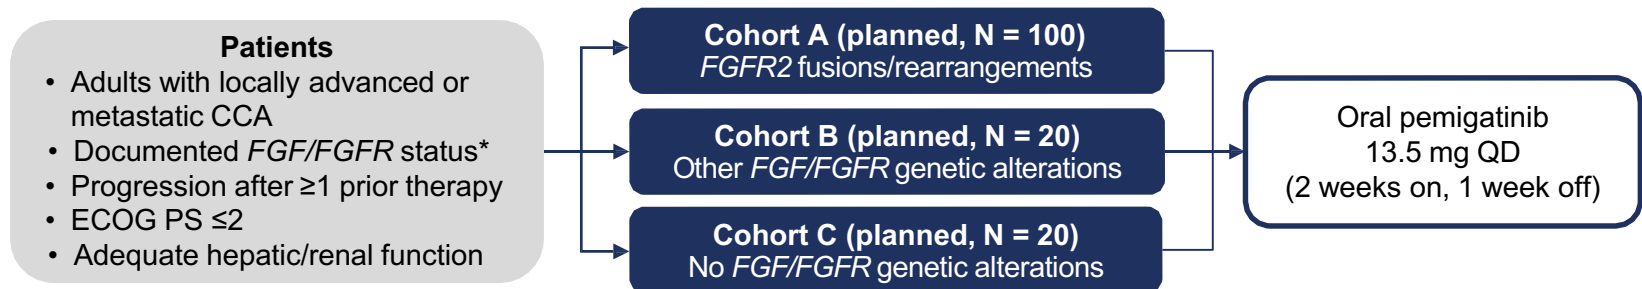 Patients
• Adults with locally advanced or
metastatic CCA
• Documented FGF/FGFR status*
• Progression after ≥1 prior therapy
• ECOG PS ≤2
• Adequate hepatic/renal function
Cohort A (planned, N = 100)
FGFR2 fusions/rearrangements
Cohort B (planned, N = 20)
Other FGF/FGFR genetic alterations
Cohort C (planned, N = 20)
No FGF/FGFR genetic alterations
Oral pemigatinib
13.5 mg QD
(2 weeks on, 1 week off)